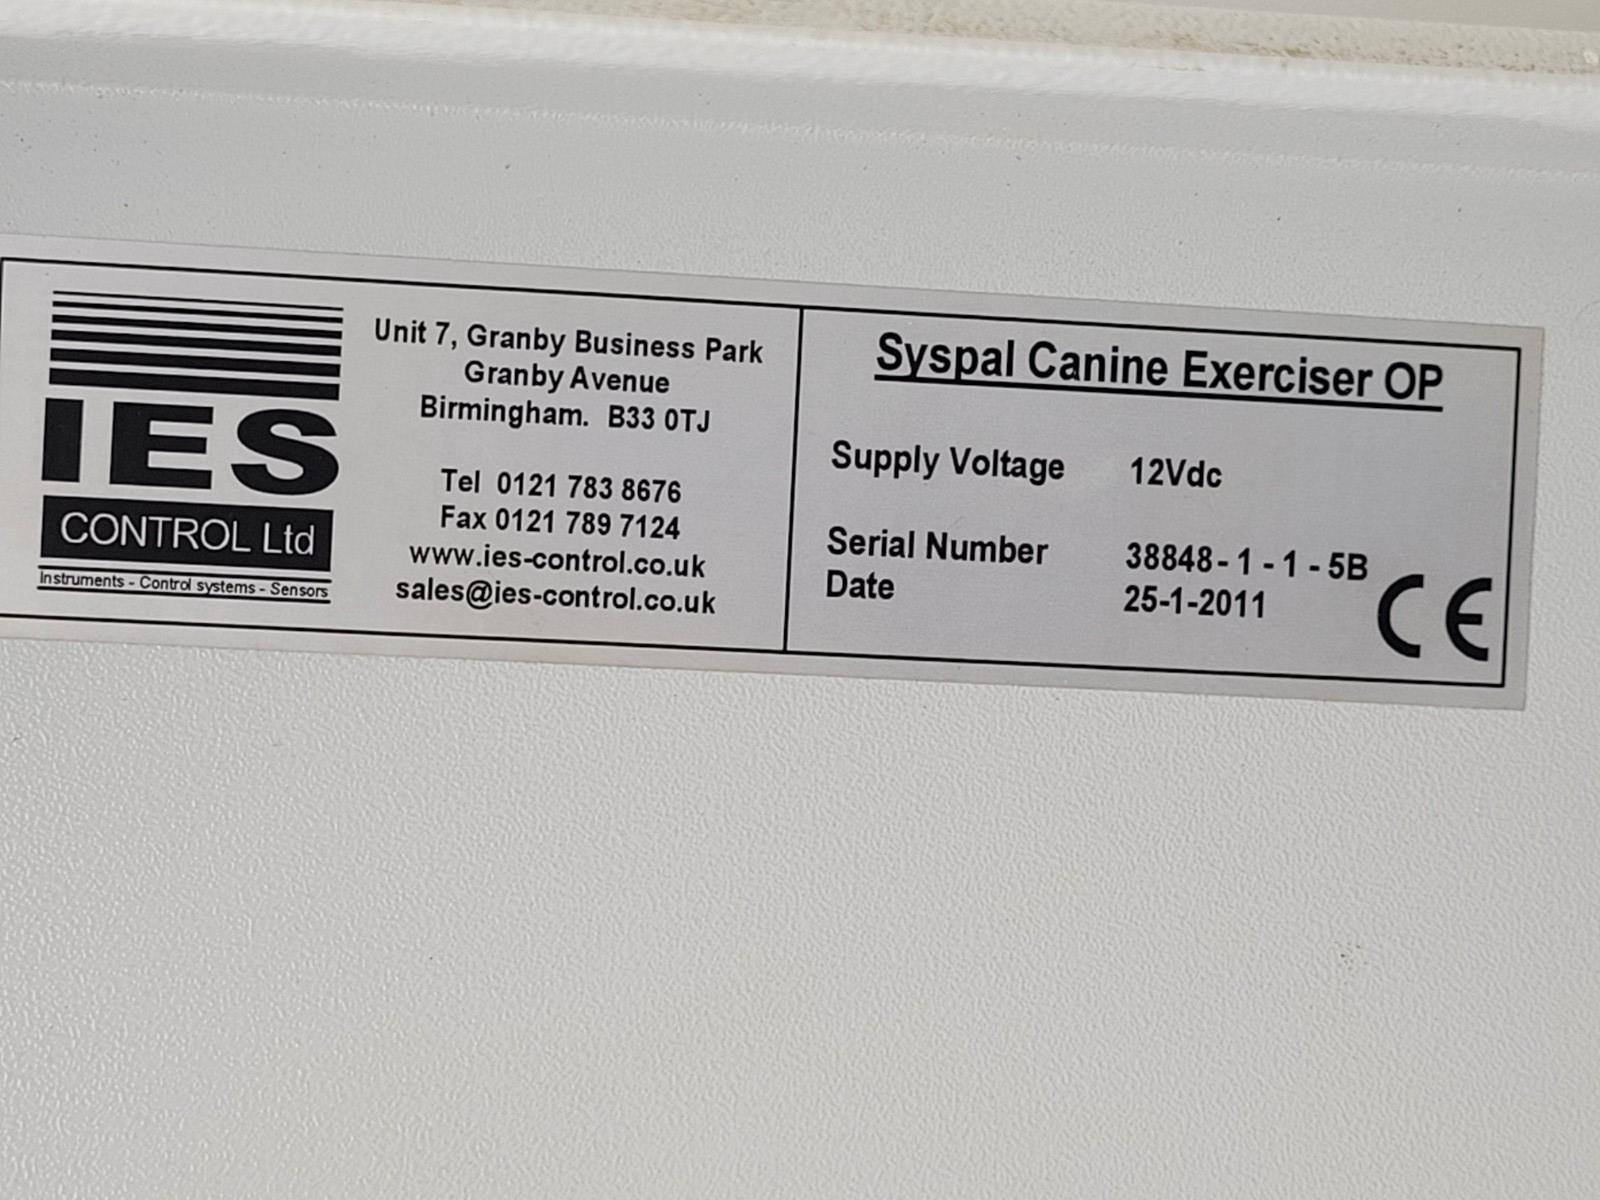 IES
CONTROL Ltd
Instruments - Control systems - Sensors
Unit 7, Granby Business Park
Granby Avenue
Birmingham. B33 0TJ
Tel 0121 783 8676
Fax 0121 789 7124
www.ies-control.co.uk
sales@ies-control.co.uk
Syspal Canine Exerciser OP
Supply Voltage 12Vdc
Serial Number 38848 - 1 - 1 - 5B
Date 25-1-2011
CE